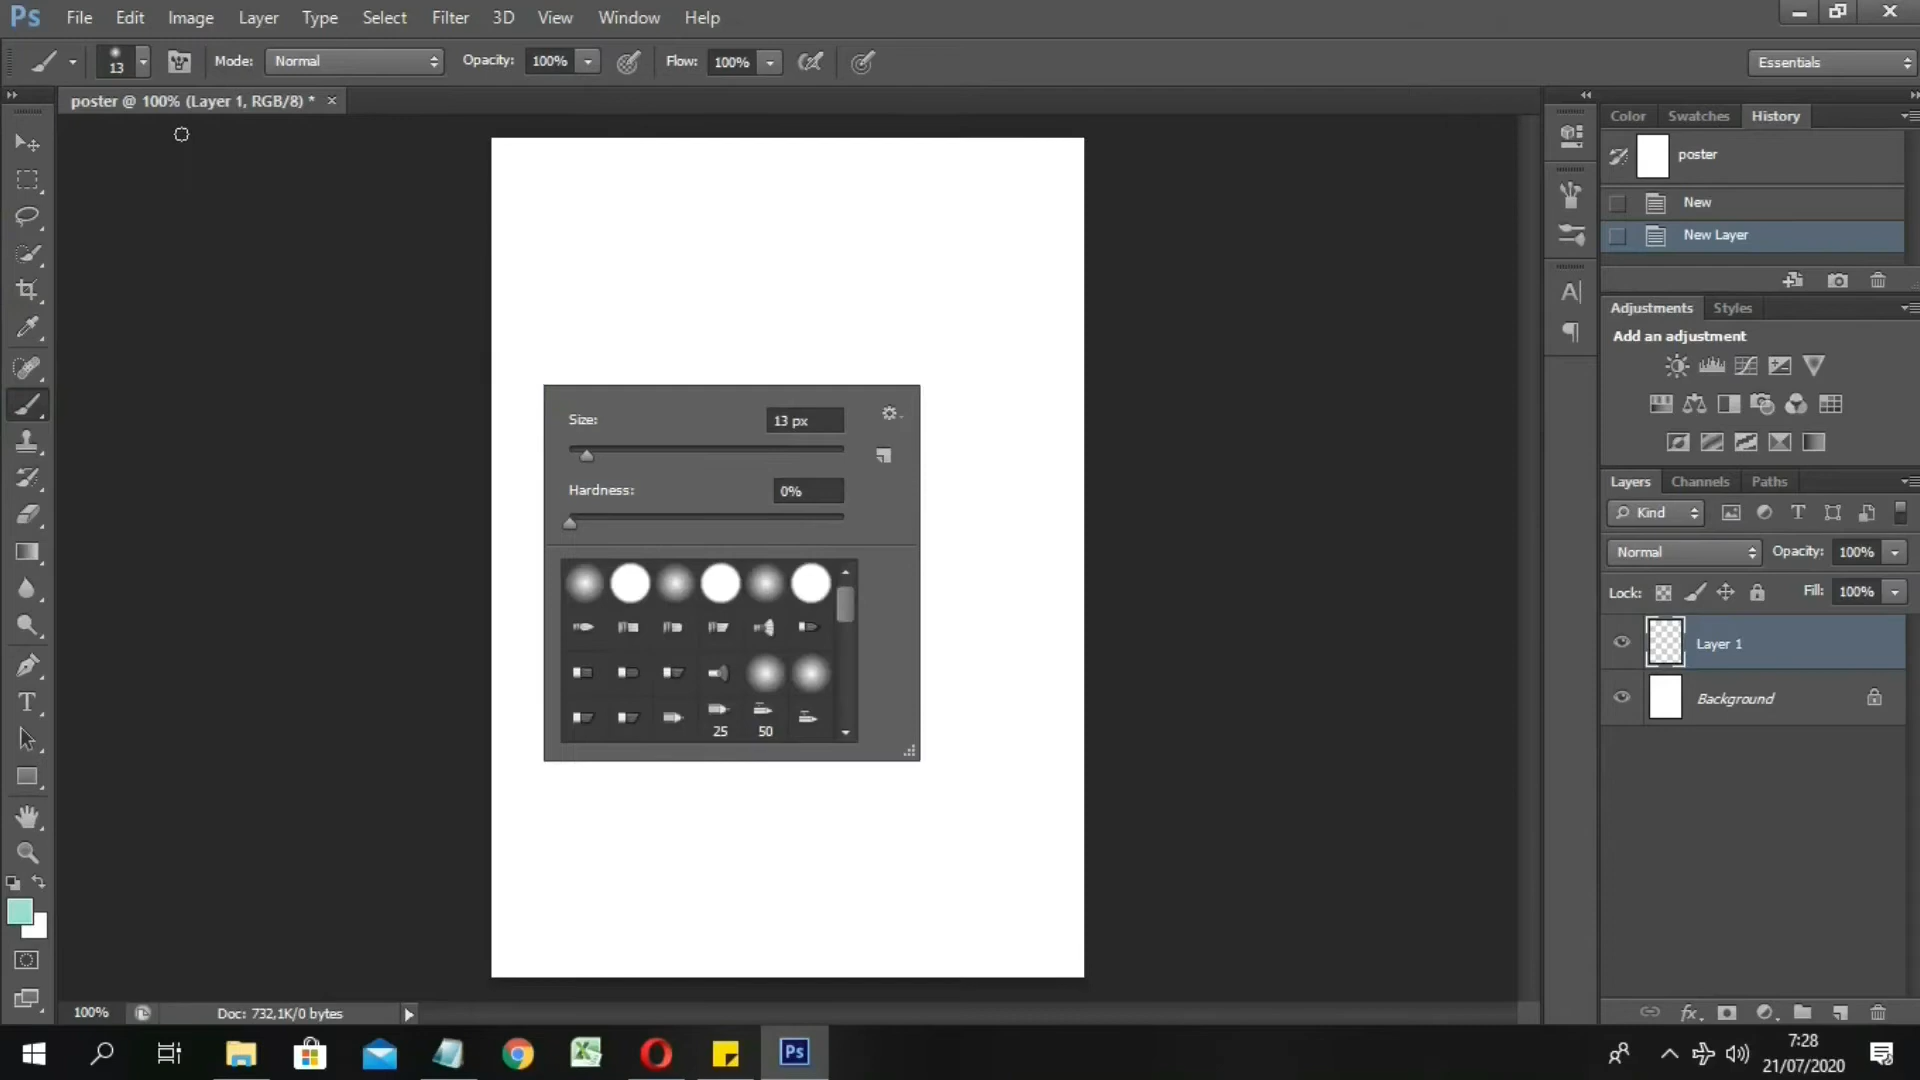 Ps File Edit Image Layer Type Select Filter 3D View Window Help
13 Mode: Normal Opacity: 100% Flow: 100% Essentials
poster @ 100% (Layer 1, RGB/8) * ×
Color Swatches History
poster
New
New Layer
Adjustments Styles
Add an adjustment
Size: 13 px
Hardness: 0%
25 50
Layers Channels Paths
Kind
Normal Opacity: 100%
Lock: Fill: 100%
Layer 1
Background
100% Doc: 732,1K/0 bytes
Ps
7:28
21/07/2020